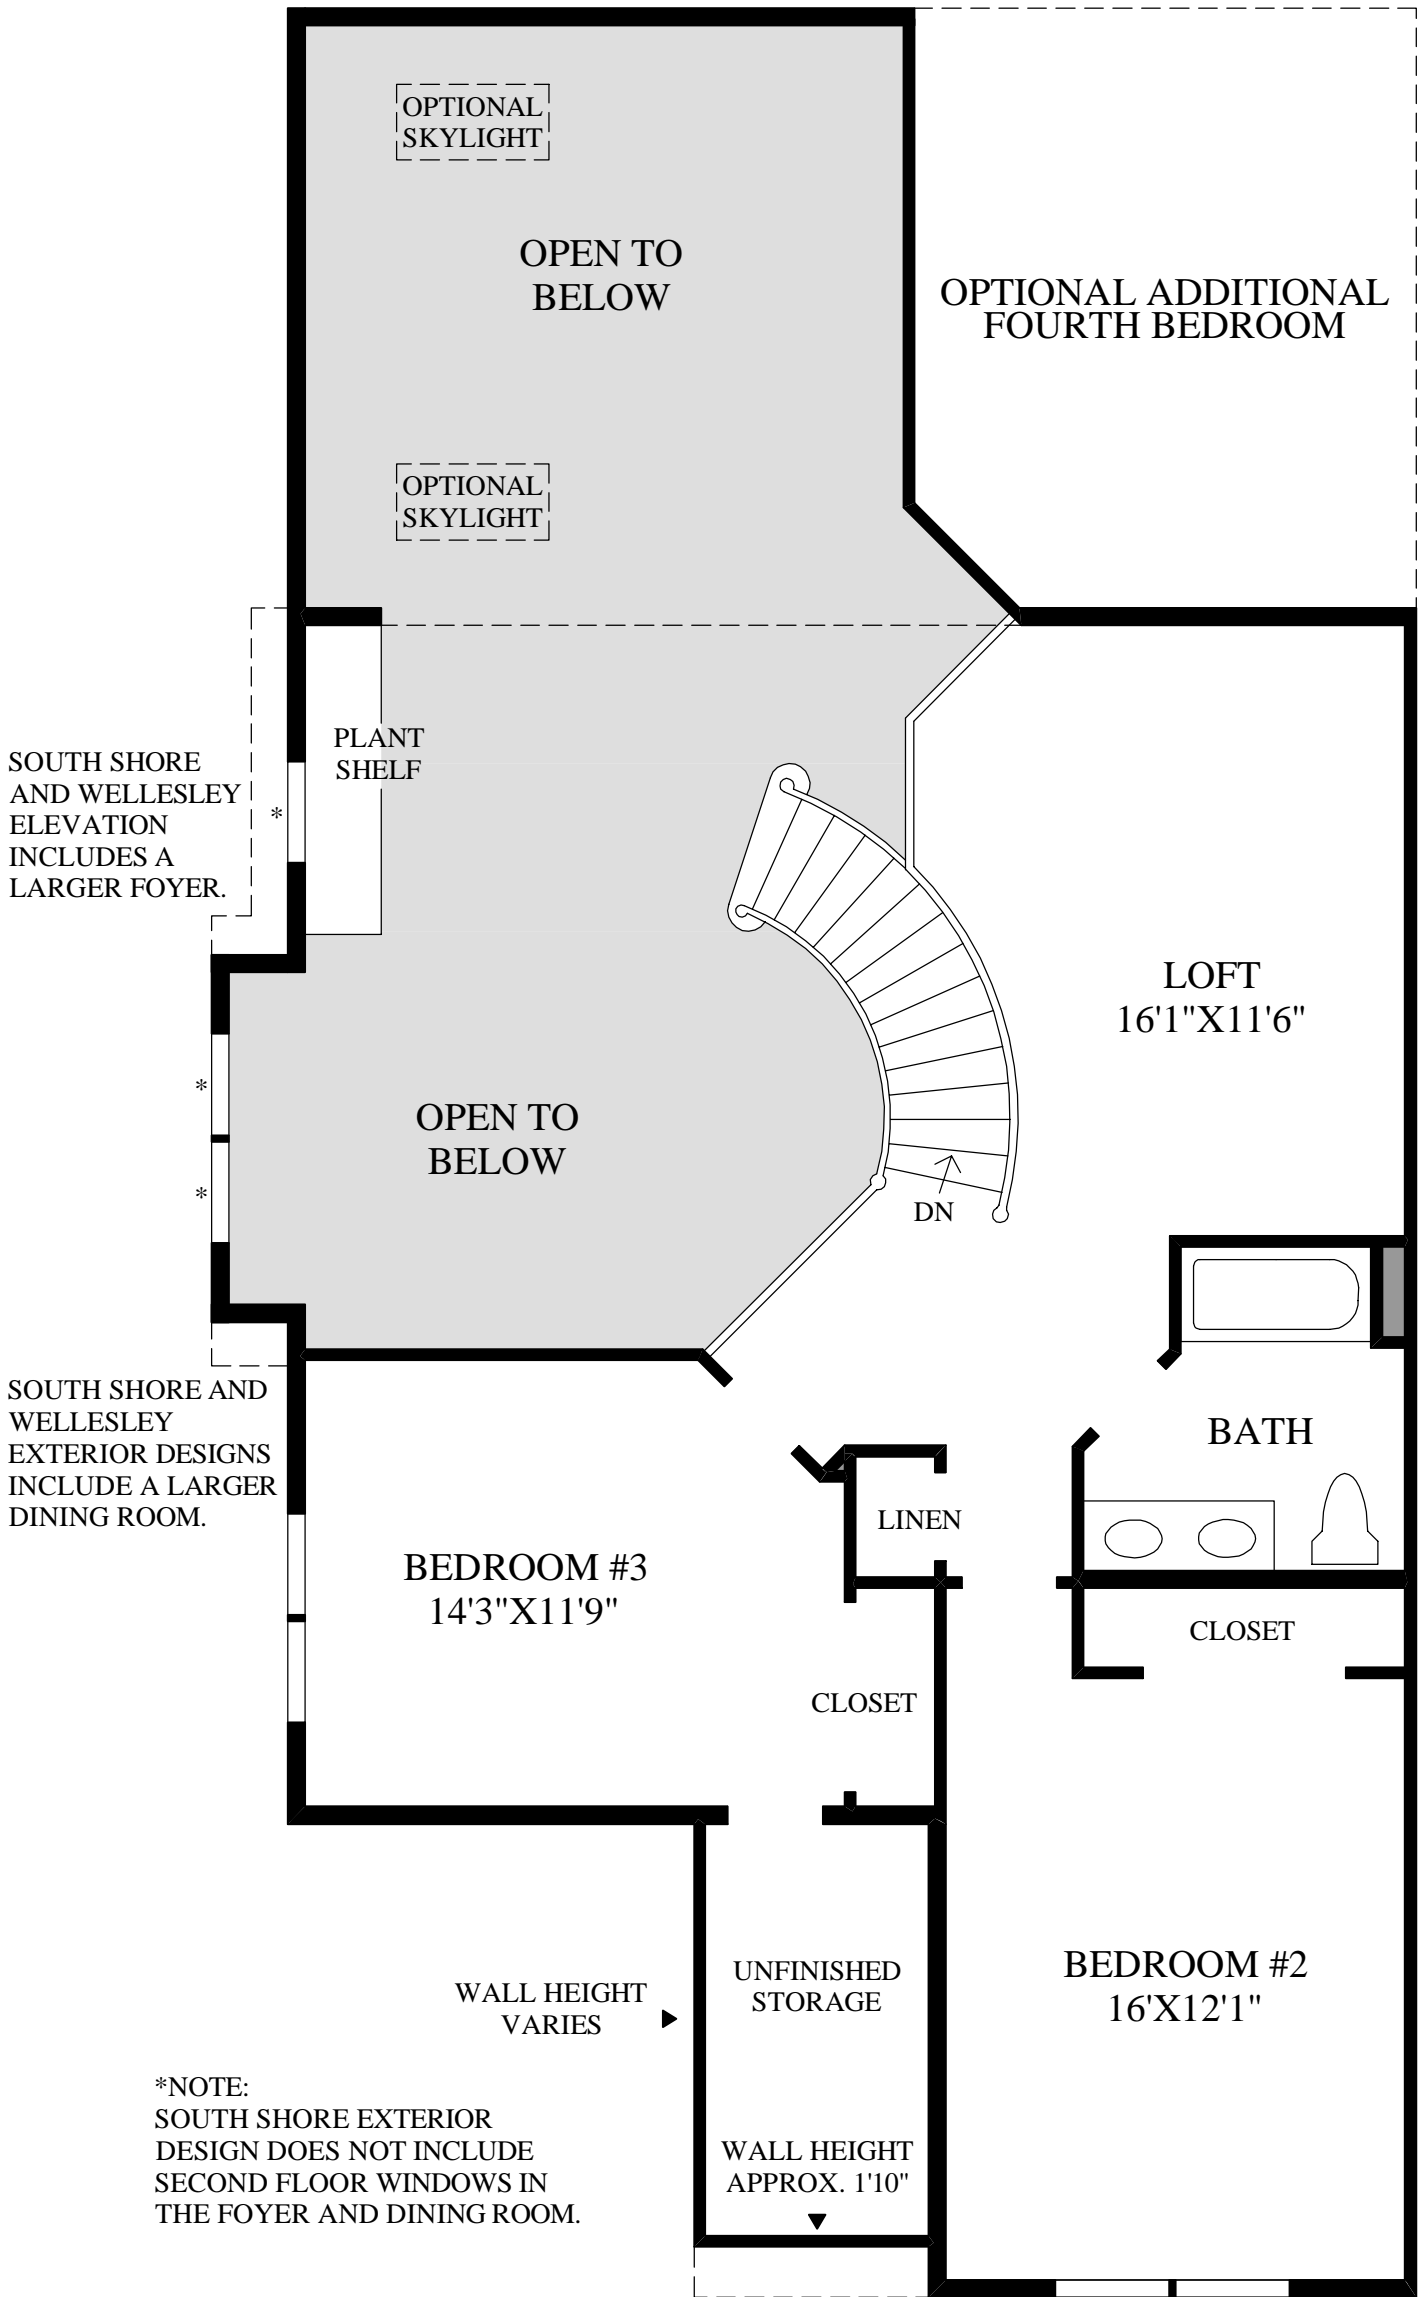 OPTIONAL
SKYLIGHT
OPEN TO
BELOW
OPTIONAL ADDITIONAL
FOURTH BEDROOM
OPTIONAL
SKYLIGHT
PLANT
SHELF
SOUTH SHORE
AND WELLESLEY
ELEVATION
INCLUDES A
LARGER FOYER.
*
LOFT
16'1"X11'6"
*
OPEN TO
BELOW
*
DN
SOUTH SHORE AND
WELLESLEY
EXTERIOR DESIGNS
INCLUDE A LARGER
DINING ROOM.
BATH
LINEN
BEDROOM #3
14'3"X11'9"
CLOSET
CLOSET
UNFINISHED
STORAGE
BEDROOM #2
16'X12'1"
WALL HEIGHT
VARIES
*NOTE:
SOUTH SHORE EXTERIOR
DESIGN DOES NOT INCLUDE
SECOND FLOOR WINDOWS IN
THE FOYER AND DINING ROOM.
WALL HEIGHT
APPROX. 1'10"